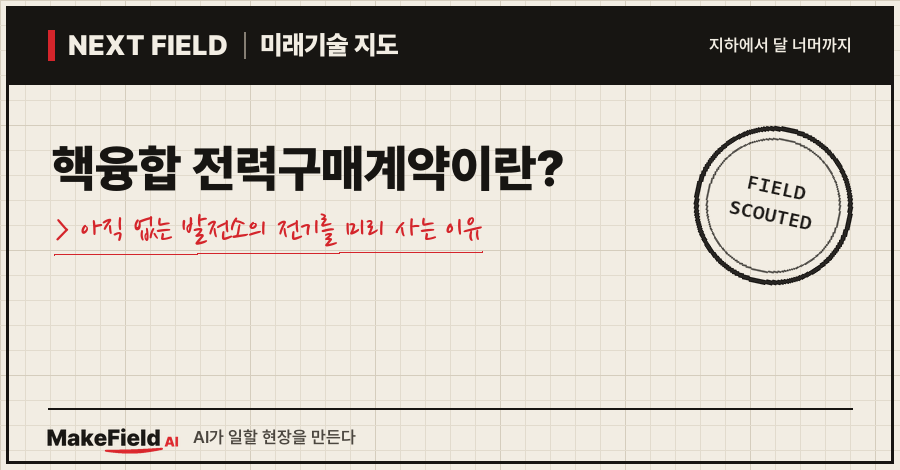 NEXT FIELD | 미래기술 지도
지하에서 달 너머까지
핵융합 전력구매계약이란?
> 아직 없는 발전소의 전기를 미리 사는 이유
FIELD
SCOUTED
MakeField AI AI가 일할 현장을 만든다